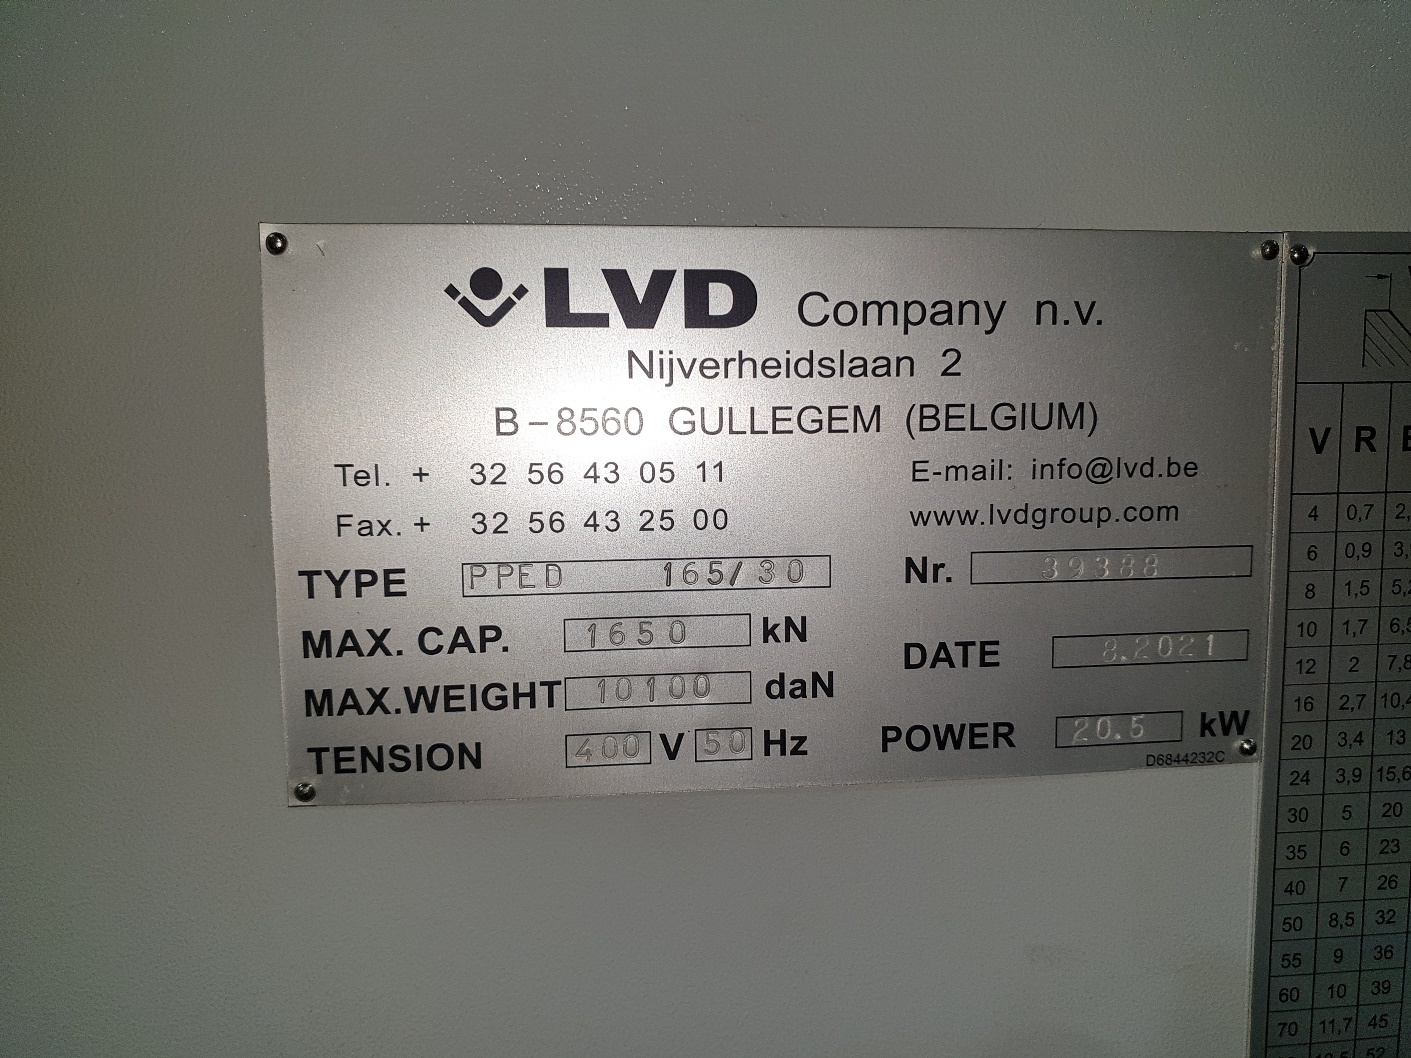 LVD Company n.v.
Nijverheidslaan 2
B-8560 GULLEGEM (BELGIUM)
Tel. + 32 56 43 05 11
E-mail: info@lvd.be
Fax. + 32 56 43 25 00
www.lvdgroup.com
TYPE PPED 165/30
Nr. 39388
MAX. CAP. 1650 kN
DATE 8.2021
MAX.WEIGHT 10100 daN
TENSION 400 V 50 Hz
POWER 20.5 kW
D6844232C
V R
4 0,7
6 0,9
8 1,5
10 1,7
12 2
16 2,7
20 3,4 13
24 3,9 15,6
30 5 20
35 6 23
40 7 26
50 8,5 32
55 9 36
60 10 39
70 11,7 45